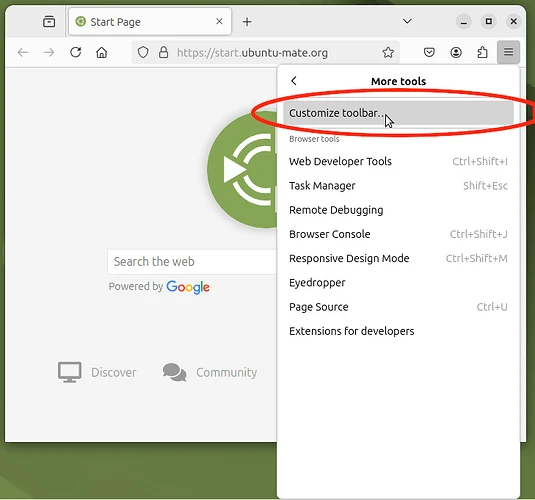 Start Page
https://start.ubuntu-mate.org
More tools
Customize toolbar...
Browser tools
Web Developer Tools Ctrl+Shift+I
Task Manager Shift+Esc
Remote Debugging
Browser Console Ctrl+Shift+J
Responsive Design Mode Ctrl+Shift+M
Eyedropper
Page Source Ctrl+U
Extensions for developers
Search the web
Powered by Google
Discover Community